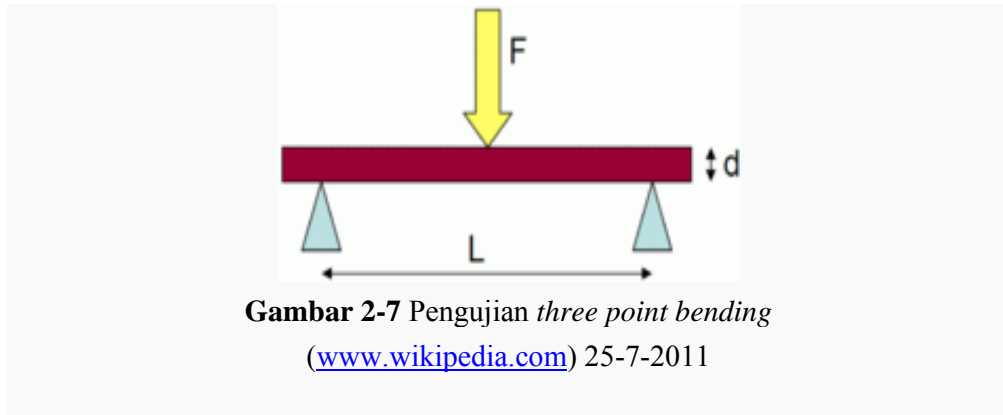 F
d
L
Gambar 2-7 Pengujian three point bending
(www.wikipedia.com) 25-7-2011